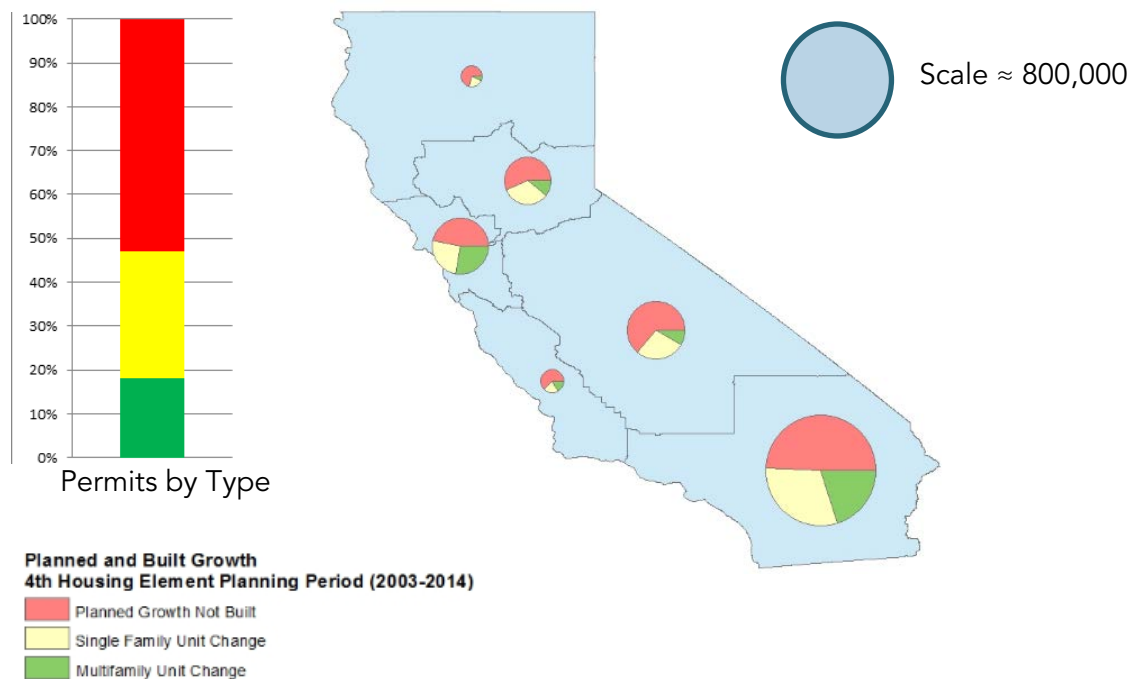 100%
90%
80%
70%
60%
50%
40%
30%
20%
10%
0%
Permits by Type
Scale ≈ 800,000
Planned and Built Growth
4th Housing Element Planning Period (2003-2014)
Planned Growth Not Built
Single Family Unit Change
Multifamily Unit Change